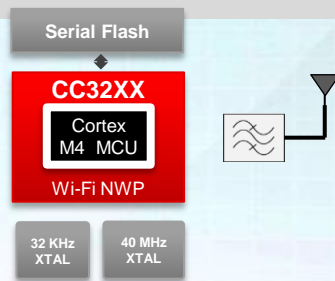 Serial Flash
CC32XX
Cortex
M4 MCU
Wi-Fi NWP
32 KHz
XTAL
40 MHz
XTAL